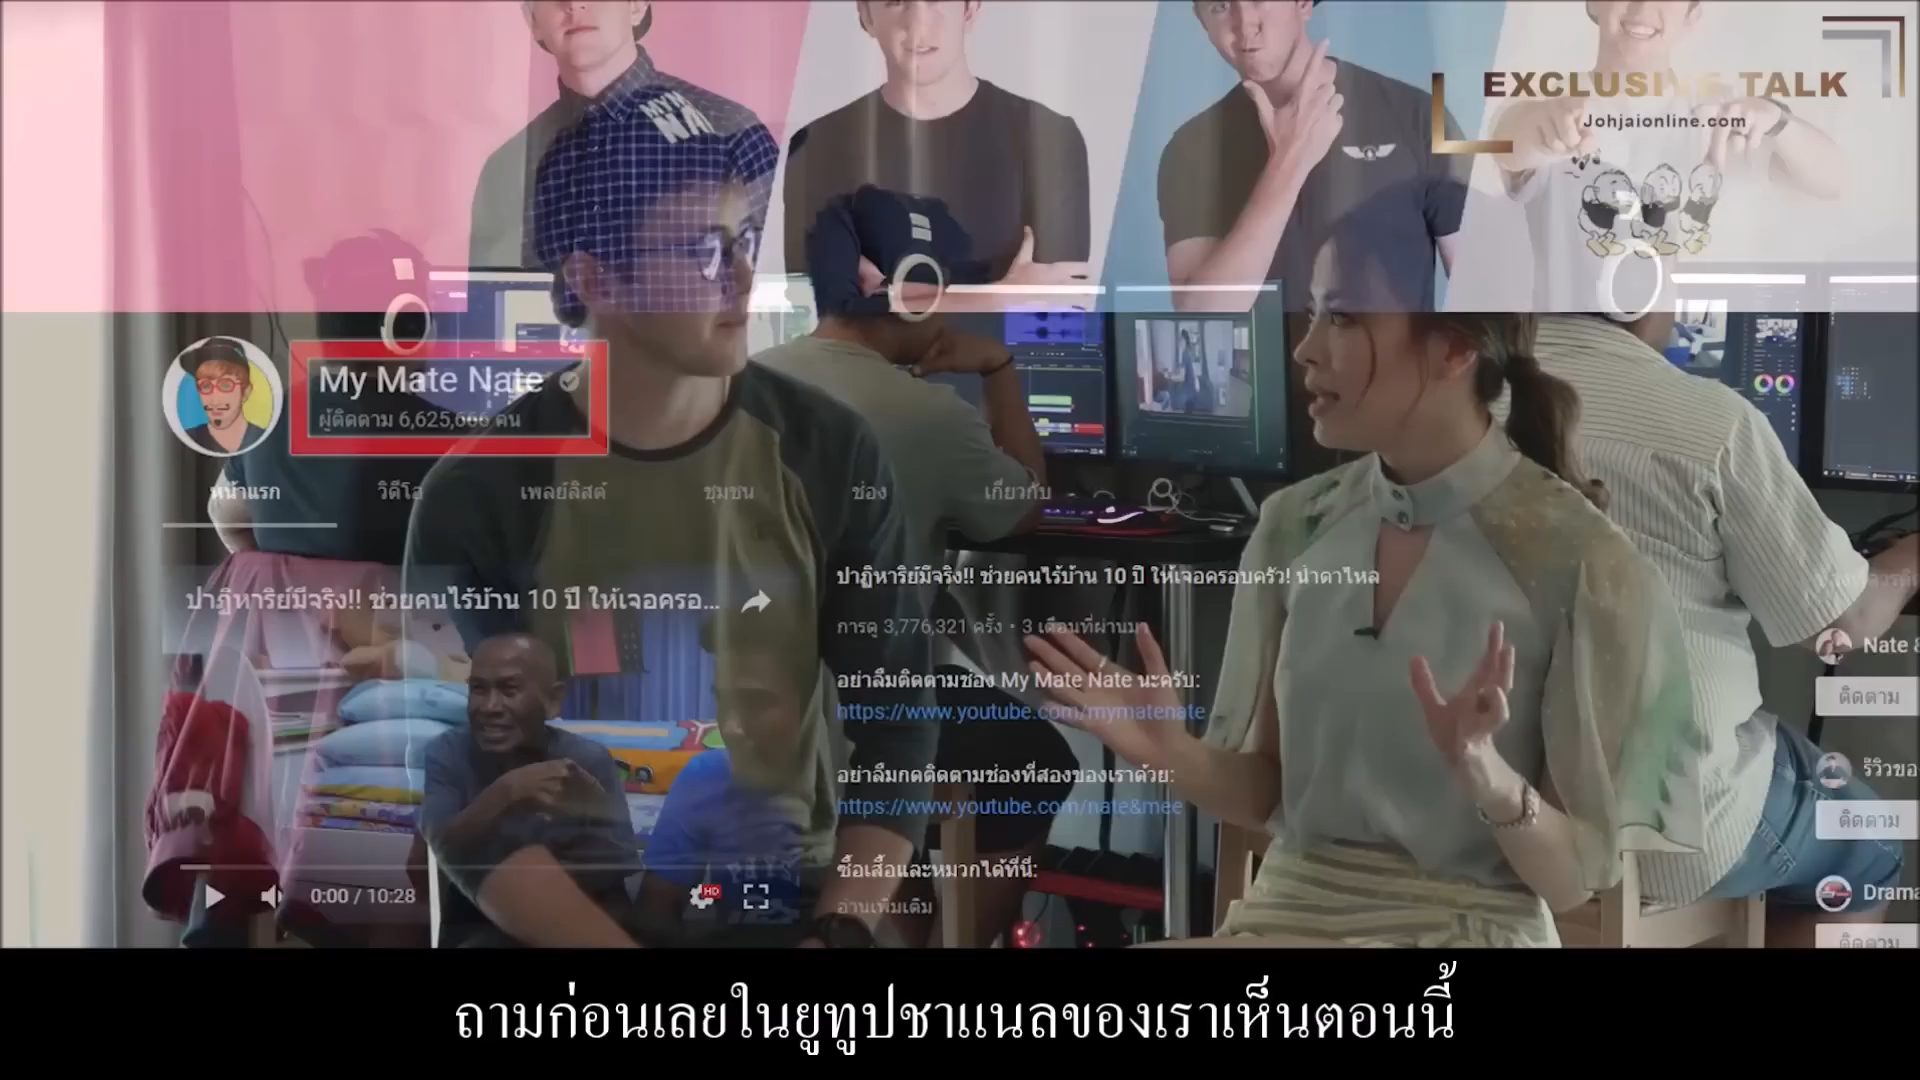 EXCLUSIVE TALK
Johjaionline.com
My Mate Nate
ผู้ติดตาม 6,625,666 คน
หน้าแรก
วิดีโอ
เพลย์ลิสต์
ชุมชน
ช่อง
เกี่ยวกับ
ปาฏิหาริย์มีจริง!! ช่วยคนไร้บ้าน 10 ปี ให้เจอครอ...
ปาฏิหาริย์มีจริง!! ช่วยคนไร้บ้าน 10 ปี ให้เจอครอบครัว! น้ำตาไหล
การดู 3,776,321 ครั้ง • 3 เดือนที่ผ่านมา
อย่าลืมติดตามช่อง My Mate Nate นะครับ:
https://www.youtube.com/mymatenate
อย่าลืมกดติดตามช่องที่สองของเราด้วย:
https://www.youtube.com/nate&mee
ซื้อเสื้อและหมวกได้ที่นี่:
อ่านเพิ่มเติม
0:00 / 10:28
HD
Nate &
ติดตาม
รีวิวขอ
ติดตาม
Drama
ติดตาม
ถามก่อนเลยในยูทูปชาแนลของเราเห็นตอนนี้